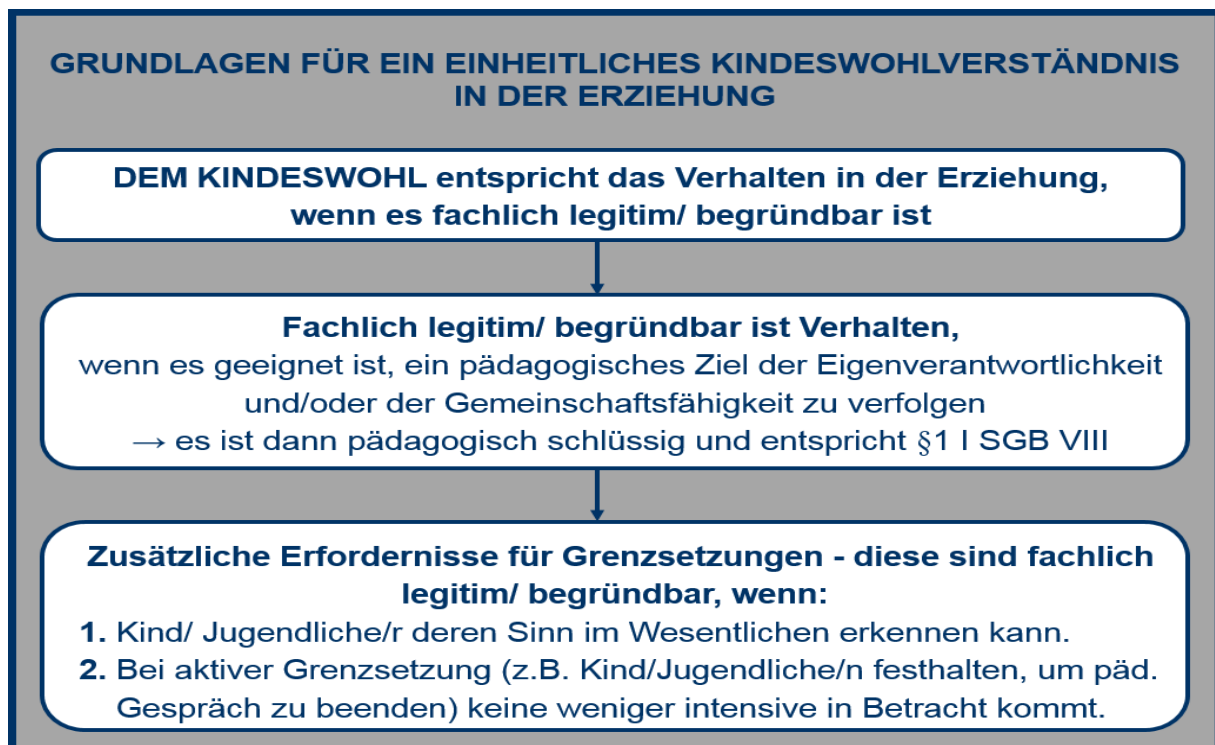 GRUNDLAGEN FÜR EIN EINHEITLICHES KINDESWOHLVERSTÄNDNIS
IN DER ERZIEHUNG
DEM KINDESWOHL entspricht das Verhalten in der Erziehung,
wenn es fachlich legitim/ begründbar ist
Fachlich legitim/ begründbar ist Verhalten,
wenn es geeignet ist, ein pädagogisches Ziel der Eigenverantwortlichkeit
und/oder der Gemeinschaftsfähigkeit zu verfolgen
→ es ist dann pädagogisch schlüssig und entspricht §1 I SGB VIII
Zusätzliche Erfordernisse für Grenzsetzungen - diese sind fachlich
legitim/ begründbar, wenn:
1. Kind/ Jugendliche/r deren Sinn im Wesentlichen erkennen kann.
2. Bei aktiver Grenzsetzung (z.B. Kind/Jugendliche/n festhalten, um päd.
Gespräch zu beenden) keine weniger intensive in Betracht kommt.